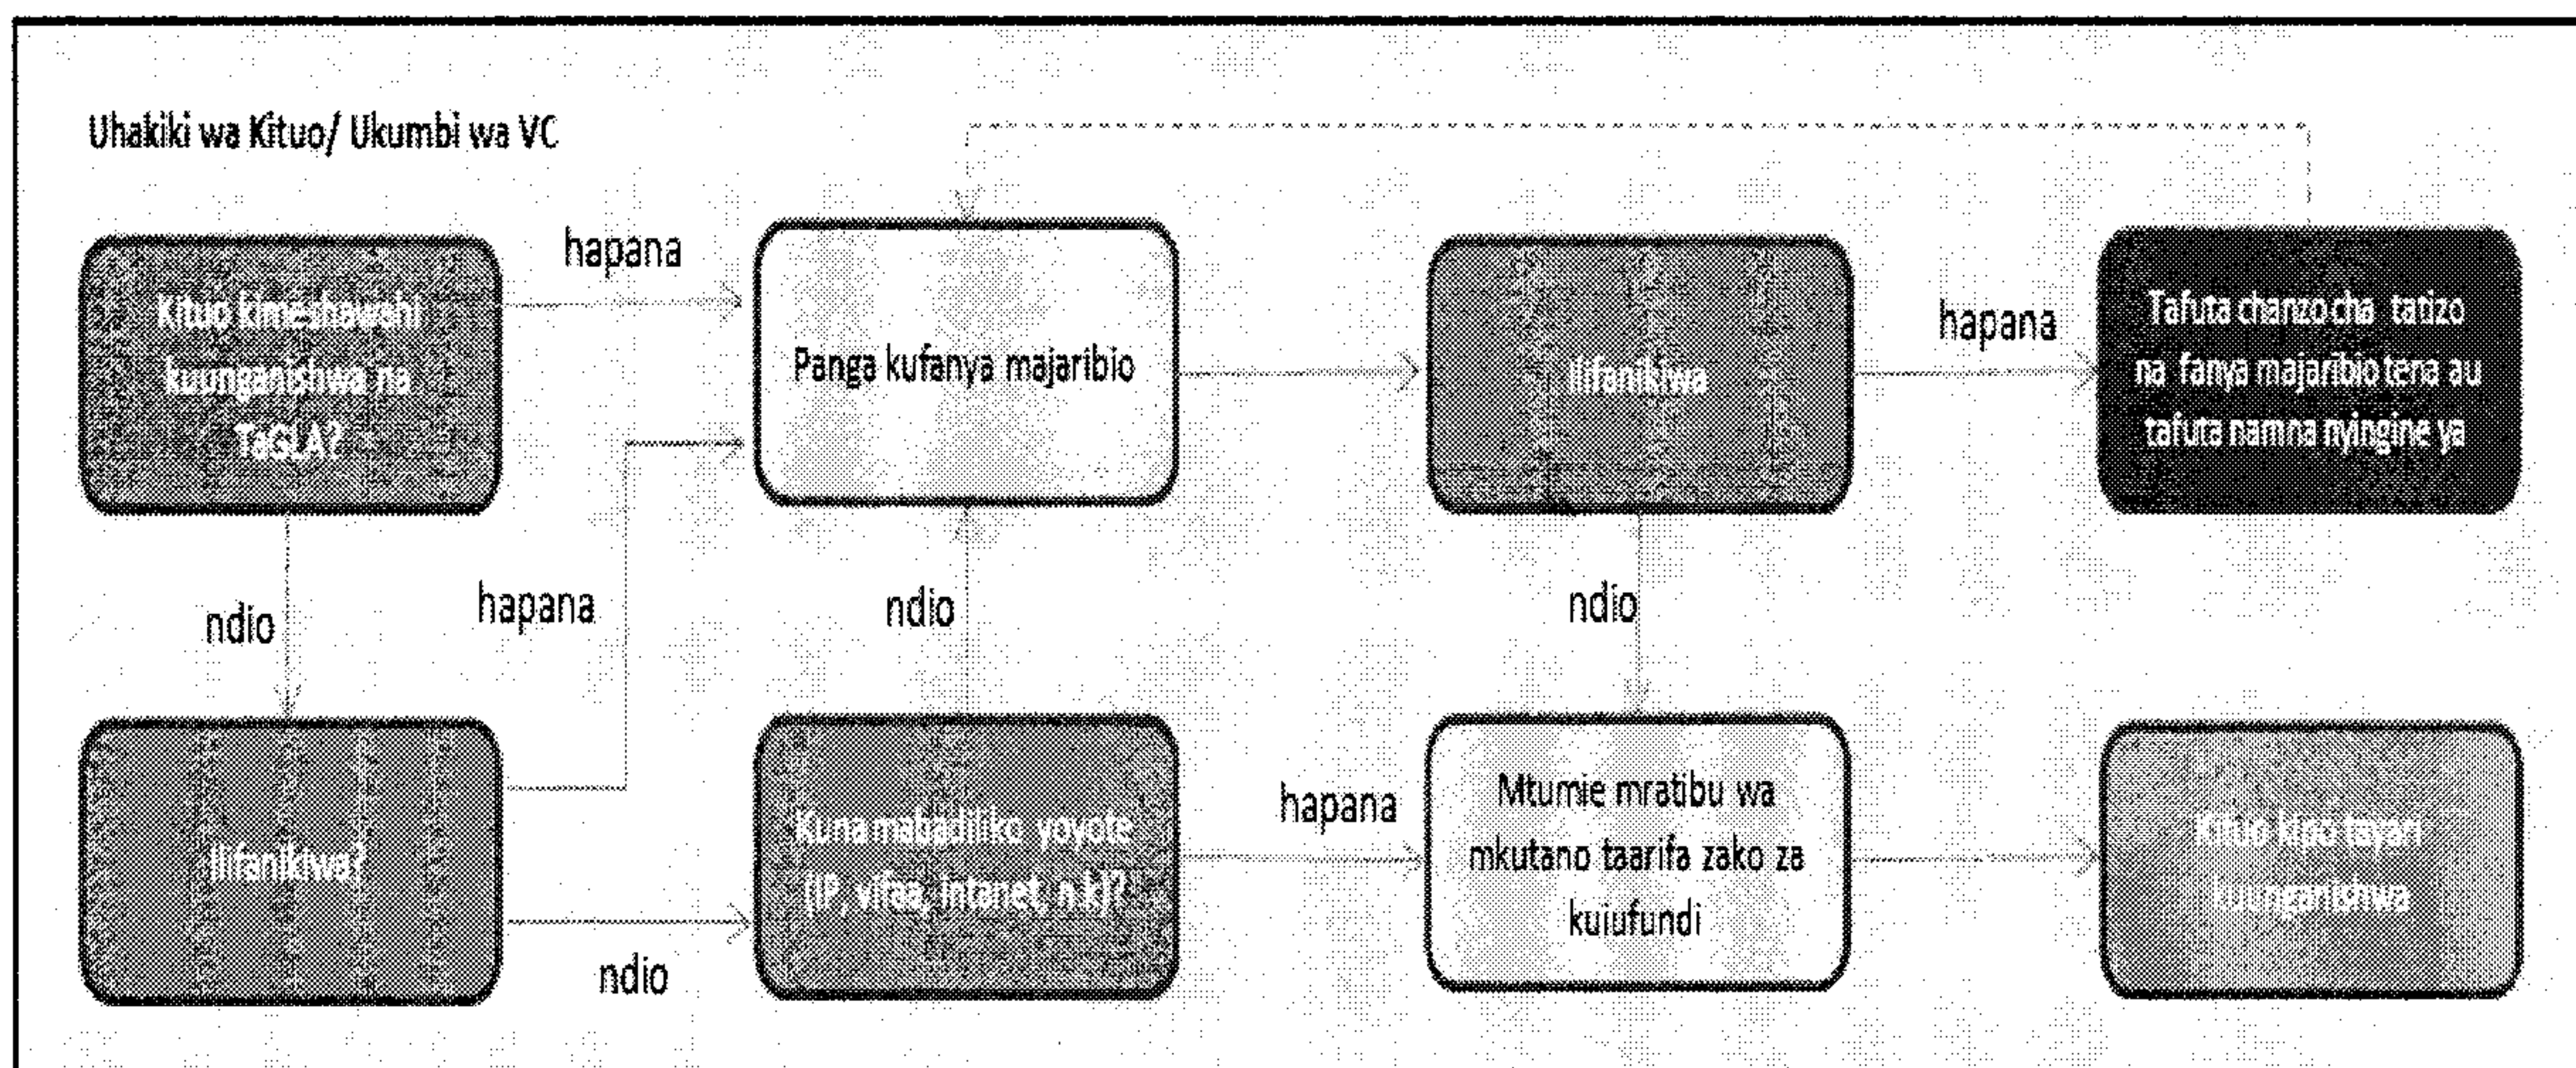 Uhakiki wa Kituo/ Ukumbi wa VC
hapana
Kituo kimeshawahi
kuunganishwa na
TaGLA?
Panga kufanya majaribio
Ilifanikiwa
hapana
Tafuta chanzo cha tatizo
na fanya majaribio tena au
tafuta namna nyingine ya
ndio
hapana
ndio
ndio
Ilifanikiwa?
ndio
Kuna mabadiliko yoyote
(IP, vifaa, intanet, n k)?
hapana
Mtumie mratibu wa
mkutano taarifa zako za
kuiufundi
Kituo kipo tayari
kuunganishwa